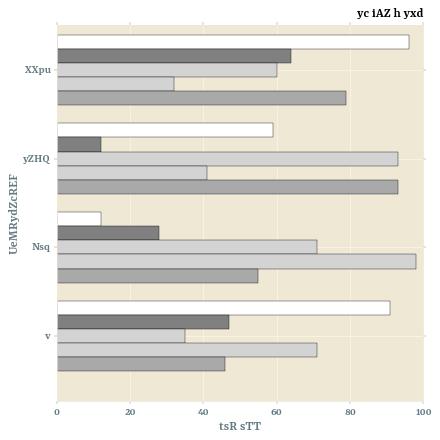 yc iAZ h yxd
XXpu
yZHQ
Nsq
v
UeMRydZcREF
0 20 40 60 80 100
tsR sTT